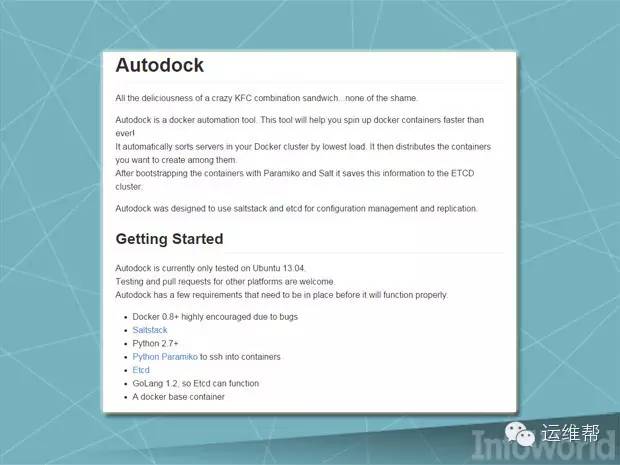 Autodock
All the deliciousness of a crazy KFC combination sandwich...none of the shame.
Autodock is a docker automation tool. This tool will help you spin up docker containers faster than
ever!
It automatically sorts servers in your Docker cluster by lowest load. It then distributes the containers
you want to create among them.
After bootstrapping the containers with Paramiko and Salt it saves this information to the ETCD
cluster.
Autodock was designed to use saltstack and etcd for configuration management and replication.
Getting Started
Autodock is currently only tested on Ubuntu 13.04.
Testing and pull requests for other platforms are welcome.
Autodock has a few requirements that need to be in place before it will function properly.
• Docker 0.8+ highly encouraged due to bugs
• Saltstack
• Python 2.7+
• Python Paramiko to ssh into containers
• Etcd
• GoLang 1.2, so Etcd can function
• A docker base container
运维帮
InfoWorld